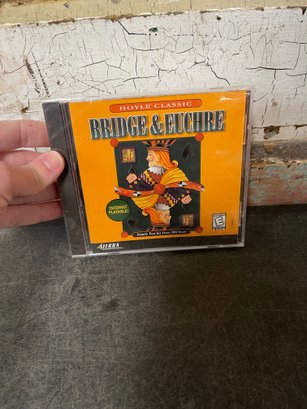 HOYLE CLASSIC
BRIDGE & EUCHRE
INTERNET
PLAYABLE!
SIERRA
E